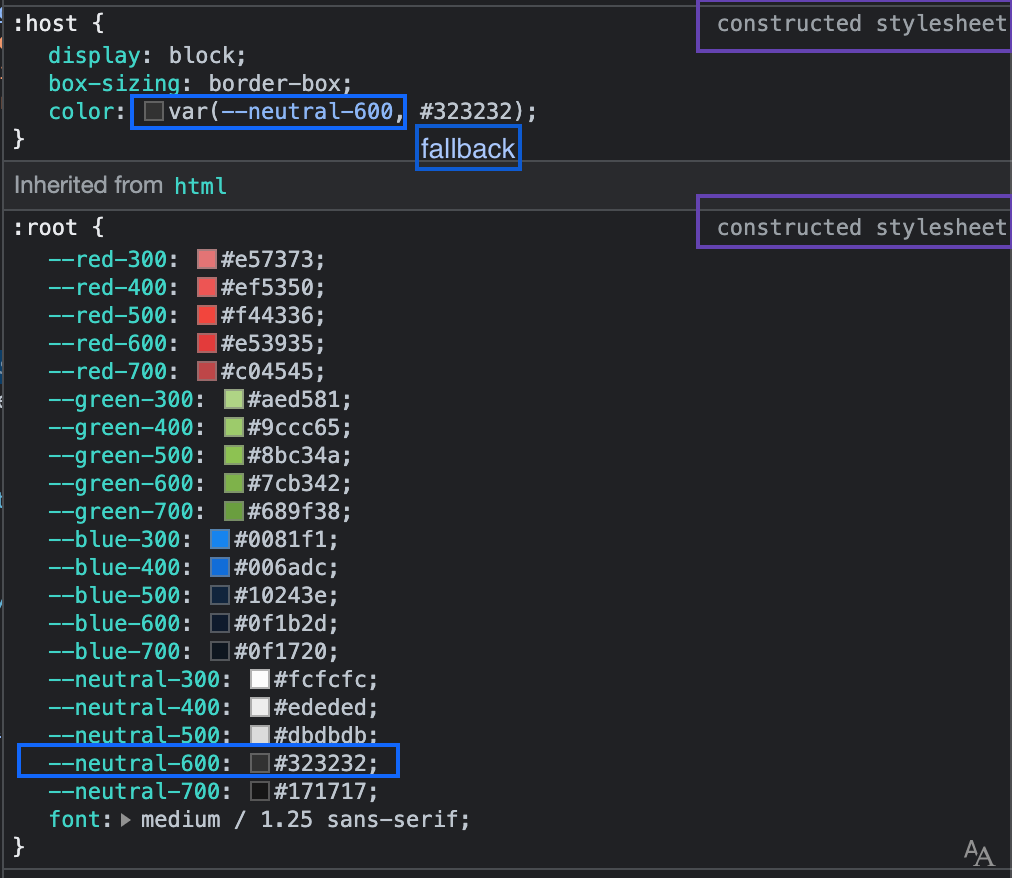 :host {
constructed stylesheet
display: block;
box-sizing: border-box;
color: var(--neutral-600, #323232);
}
fallback
Inherited from html
:root {
constructed stylesheet
--red-300: #e57373;
--red-400: #ef5350;
--red-500: #f44336;
--red-600: #e53935;
--red-700: #c04545;
--green-300: #aed581;
--green-400: #9ccc65;
--green-500: #8bc34a;
--green-600: #7cb342;
--green-700: #689f38;
--blue-300: #0081f1;
--blue-400: #006adc;
--blue-500: #10243e;
--blue-600: #0f1b2d;
--blue-700: #0f1720;
--neutral-300: #fcfcfc;
--neutral-400: #ededed;
--neutral-500: #dbdbdb;
--neutral-600: #323232;
--neutral-700: #171717;
font: medium / 1.25 sans-serif;
}
AA